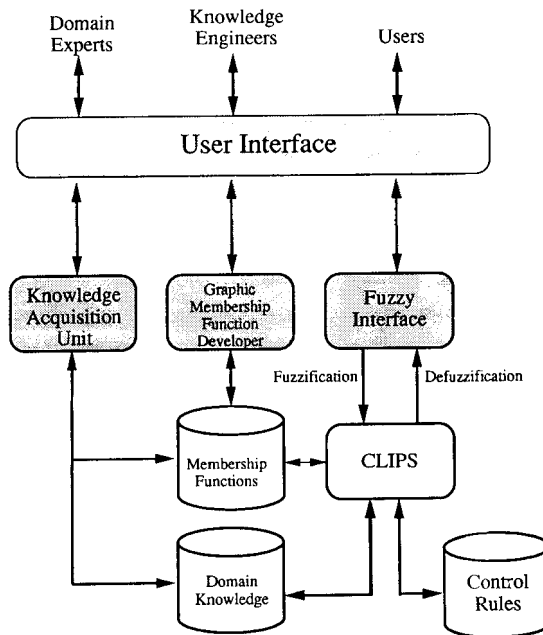 Domain
Experts
Knowledge
Engineers
Users
User Interface
Knowledge
Acquisition
Unit
Graphic
Membership
Function
Developer
Fuzzy
Interface
Fuzzification
Defuzzification
Membership
Functions
CLIPS
Domain
Knowledge
Control
Rules